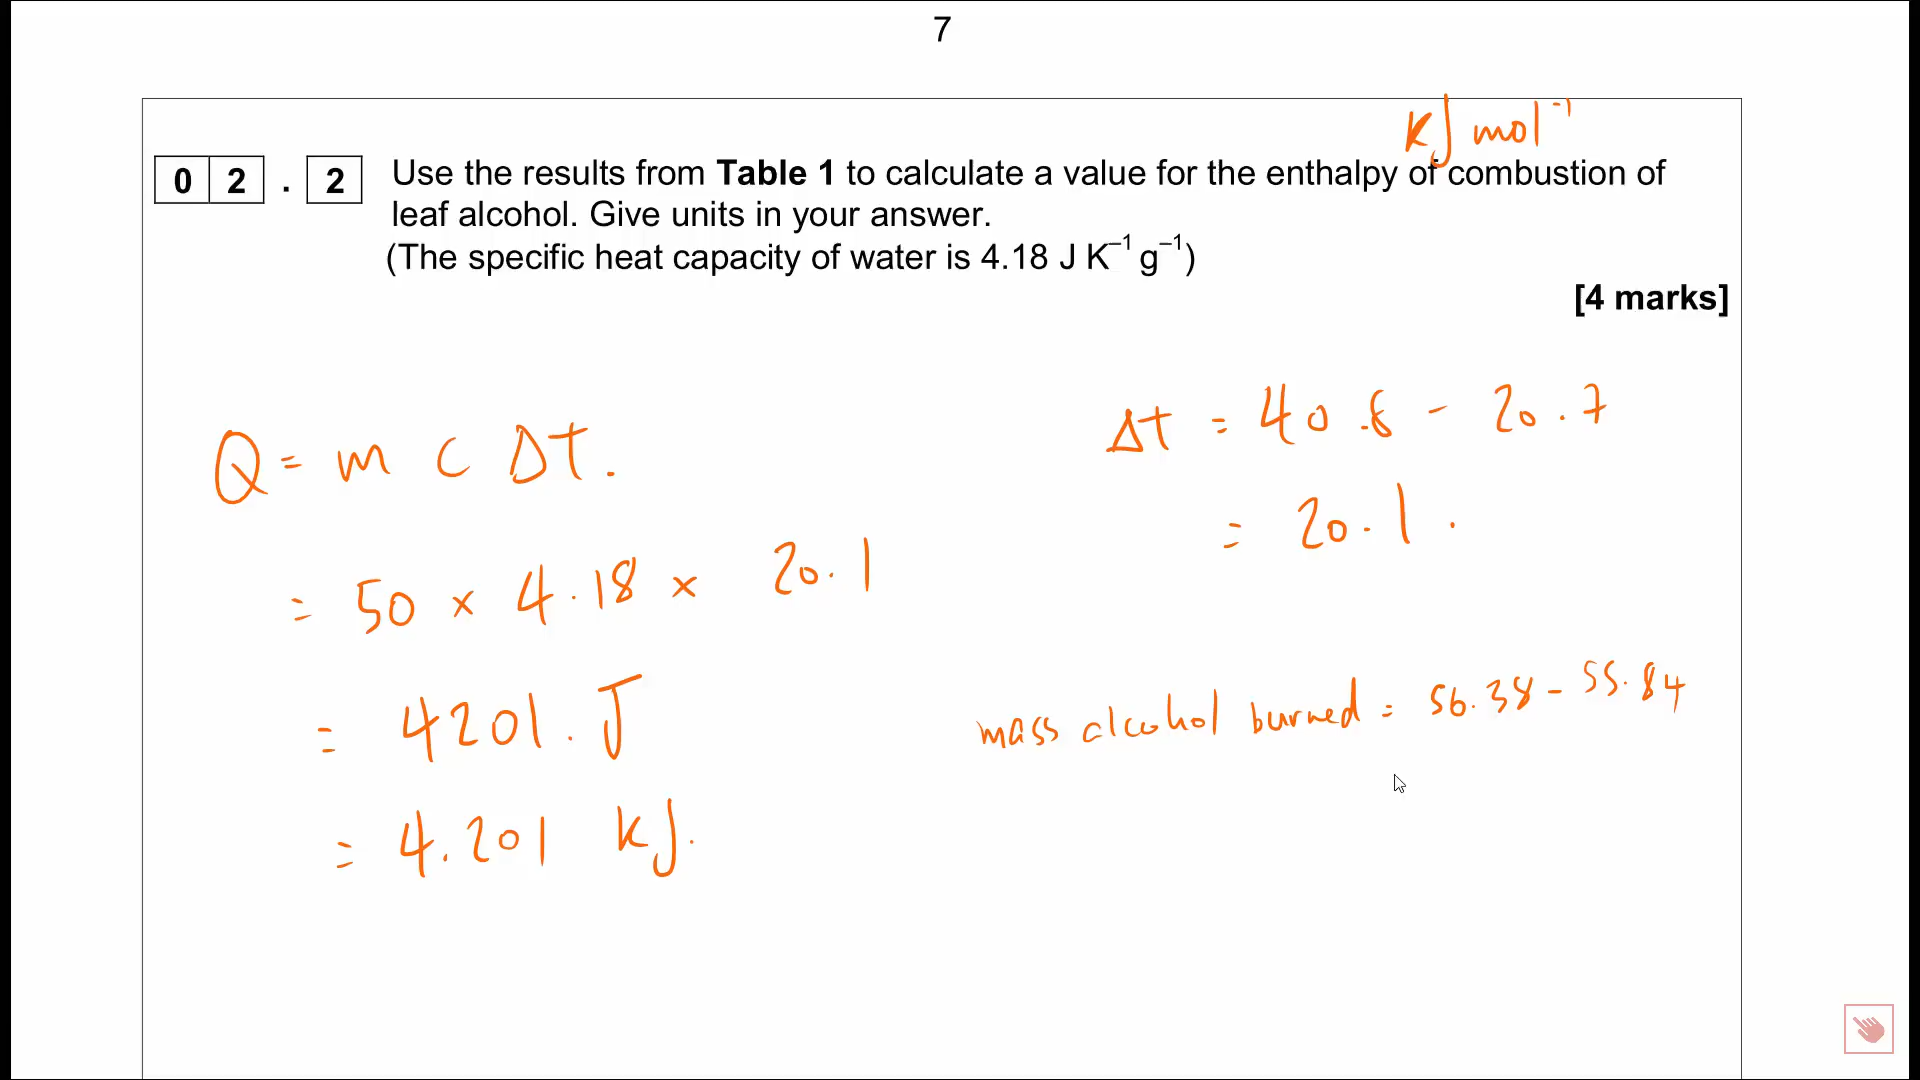 7
kJ mol⁻¹
02.2 Use the results from Table 1 to calculate a value for the enthalpy of combustion of
leaf alcohol. Give units in your answer.
(The specific heat capacity of water is 4.18 J K⁻¹ g⁻¹)
[4 marks]
Q = m c Δt.
= 50 × 4.18 × 20.1
= 4201. J
= 4.201 kJ.
Δt = 40.8 - 20.7
= 20.1.
mass alcohol burned = 56.38 - 55.84